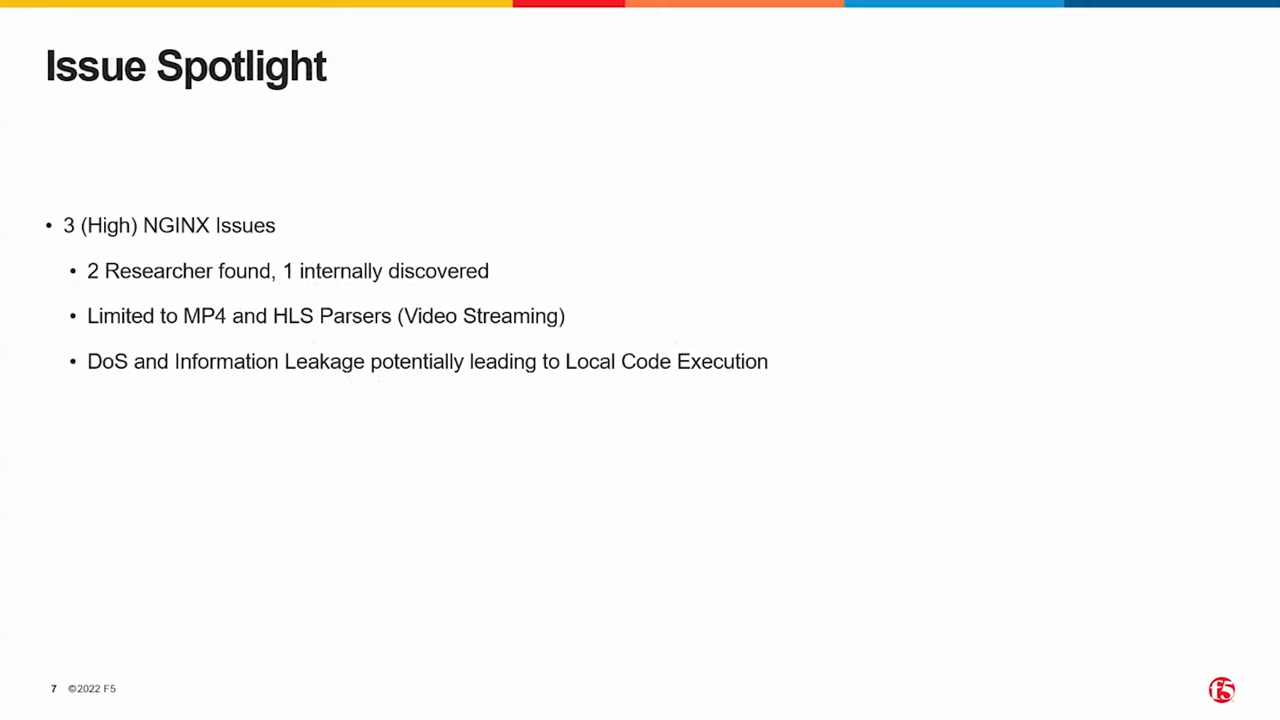 Issue Spotlight
• 3 (High) NGINX Issues
• 2 Researcher found, 1 internally discovered
• Limited to MP4 and HLS Parsers (Video Streaming)
• DoS and Information Leakage potentially leading to Local Code Execution
7 ©2022 F5
f5